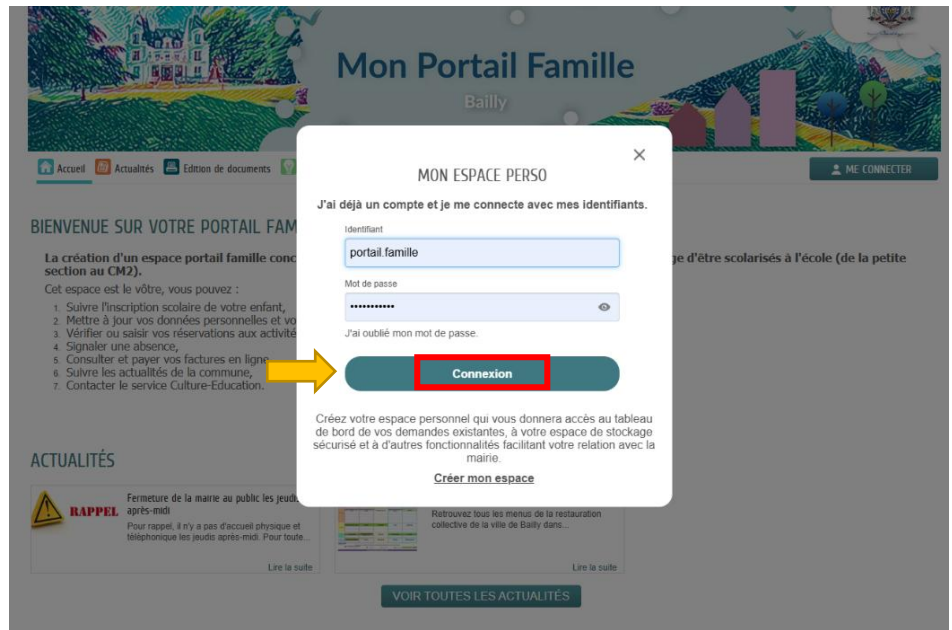 Mon Portail Famille
Bailly
Accueil
Actualités
Edition de documents
ME CONNECTER
MON ESPACE PERSO
J'ai déjà un compte et je me connecte avec mes identifiants.
Identifiant
portail.famille
Mot de passe
•••••••••••
J'ai oublié mon mot de passe.
Connexion
Créez votre espace personnel qui vous donnera accès au tableau
de bord de vos demandes existantes, à votre espace de stockage
sécurisé et à d'autres fonctionnalités facilitant votre relation avec la
mairie.
Créer mon espace
BIENVENUE SUR VOTRE PORTAIL FAM
La création d'un espace portail famille conc
ge d'être scolarisés à l'école (de la petite
section au CM2).
Cet espace est le vôtre, vous pouvez :
1. Suivre l'inscription scolaire de votre enfant,
2. Mettre à jour vos données personnelles et vo
3. Vérifier ou saisir vos réservations aux activité
4. Signaler une absence,
5. Consulter et payer vos factures en ligne
6. Suivre les actualités de la commune,
7. Contacter le service Culture-Education.
ACTUALITÉS
RAPPEL
Fermeture de la mairie au public les jeudis
après-midi
Pour rappel, il n'y a pas d'accueil physique et
téléphonique les jeudis après-midi. Pour toute...
Lire la suite
Retrouvez tous les menus de la restauration
collective de la ville de Bailly dans...
Lire la suite
VOIR TOUTES LES ACTUALITÉS